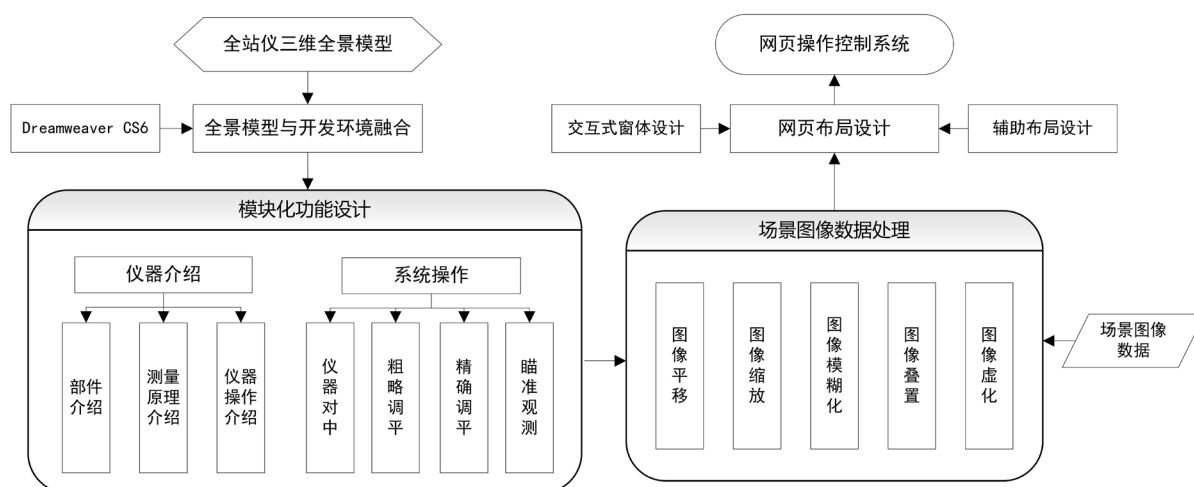 全站仪三维全景模型
网页操作控制系统
Dreamweaver CS6
全景模型与开发环境融合
交互式窗体设计
网页布局设计
辅助布局设计
模块化功能设计
仪器介绍
系统操作
部件
介绍
测量
原理
介绍
仪器
操作
介绍
仪器对中
粗略调平
精确调平
瞄准观测
场景图像数据处理
图像平移
图像缩放
图像模糊化
图像叠置
图像虚化
场景图像
数据